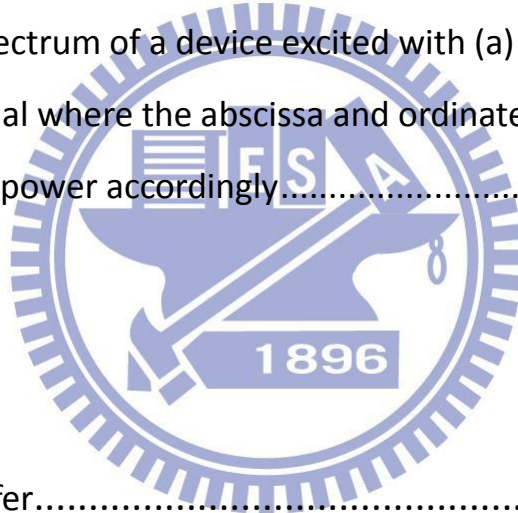 ectrum of a device excited with (a)
al where the abscissa and ordinate
power accordingly..............................
E S A
1896
fer.................................................